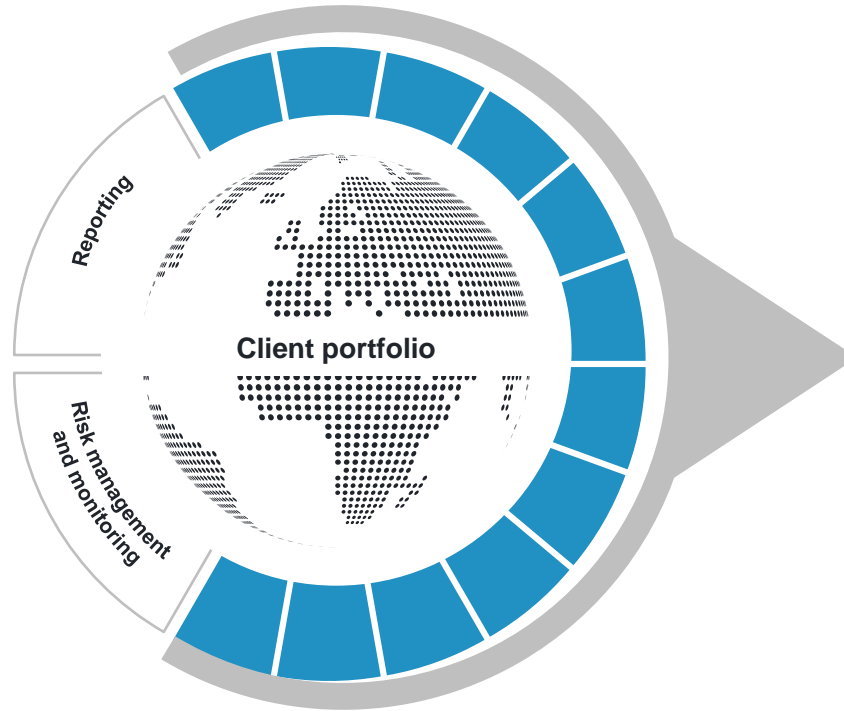 Reporting
Client portfolio
Risk management
and monitoring